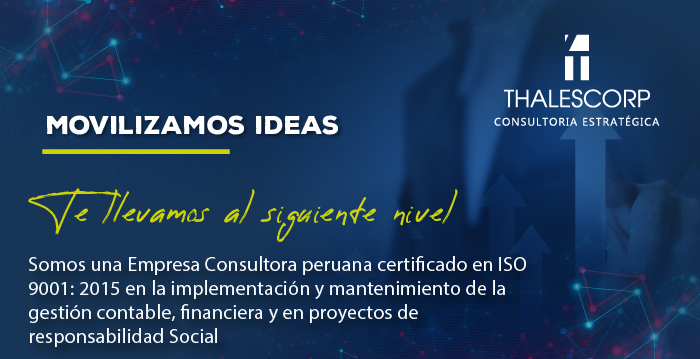 THALESCORP
CONSULTORIA ESTRATÉGICA
MOVILIZAMOS IDEAS
Te llevamos al siguiente nivel
Somos una Empresa Consultora peruana certificado en ISO
9001: 2015 en la implementación y mantenimiento de la
gestión contable, financiera y en proyectos de
responsabilidad Social